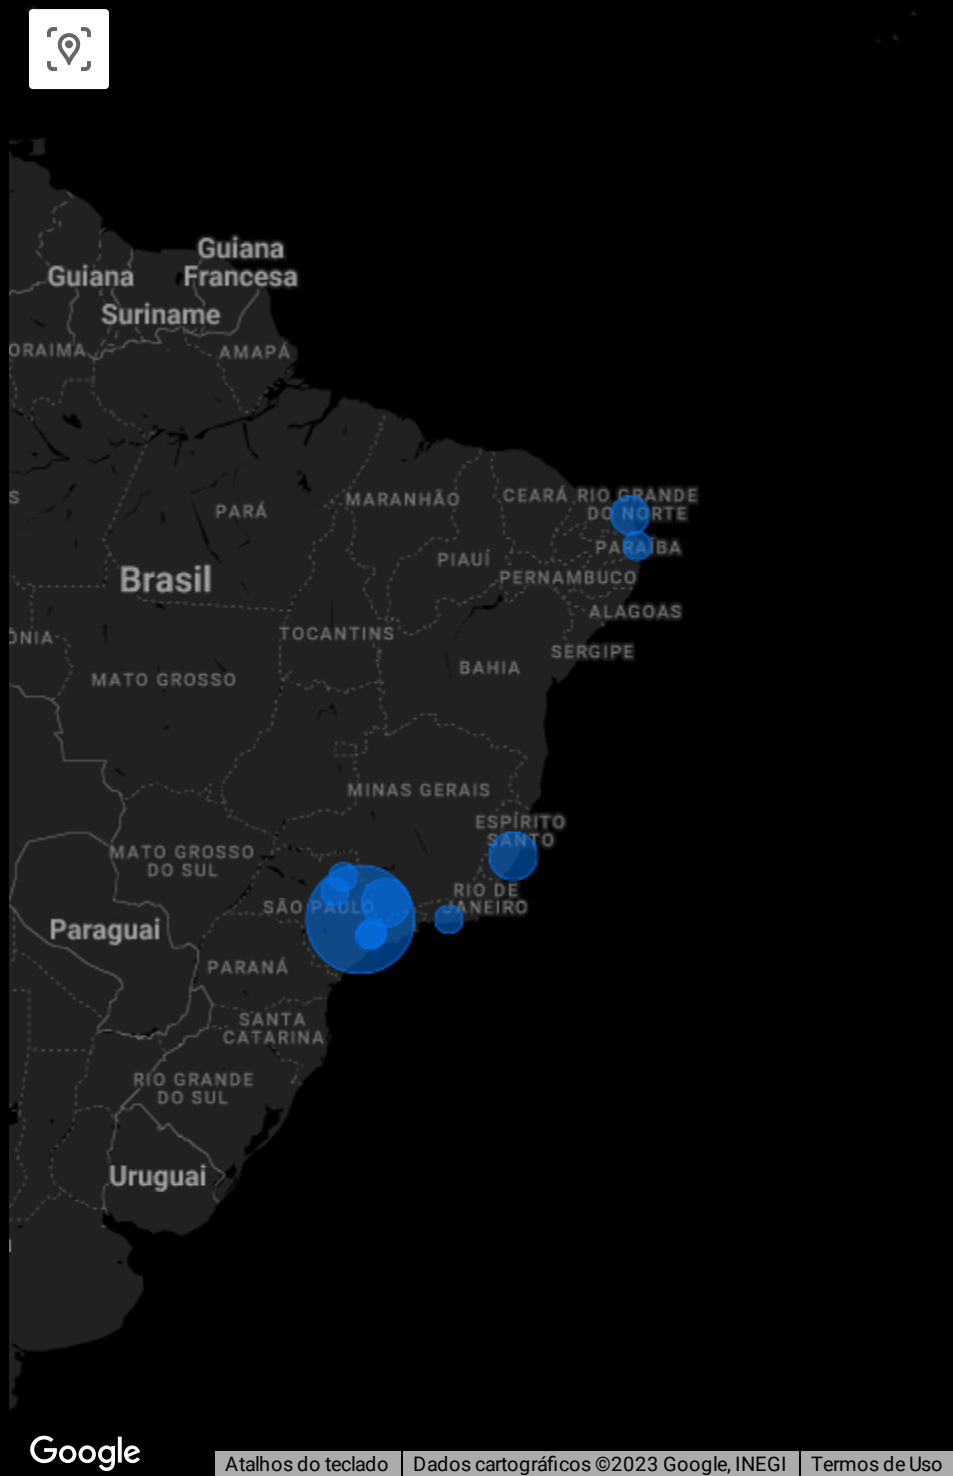 Guiana
Francesa
Guiana
Suriname
ORAIMA
AMAPÁ
S
PARÁ
MARANHÃO
CEARÁ
RIO GRANDE
DO NORTE
PARAÍBA
PIAUÍ
PERNAMBUCO
Brasil
ALAGOAS
ÔNIA
TOCANTINS
SERGIPE
BAHIA
MATO GROSSO
MINAS GERAIS
ESPÍRITO
SANTO
MATO GROSSO
DO SUL
RIO DE
JANEIRO
SÃO PAULO
Paraguai
PARANÁ
SANTA
CATARINA
RIO GRANDE
DO SUL
Uruguai
Google
Atalhos do teclado
Dados cartográficos ©2023 Google, INEGI
Termos de Uso